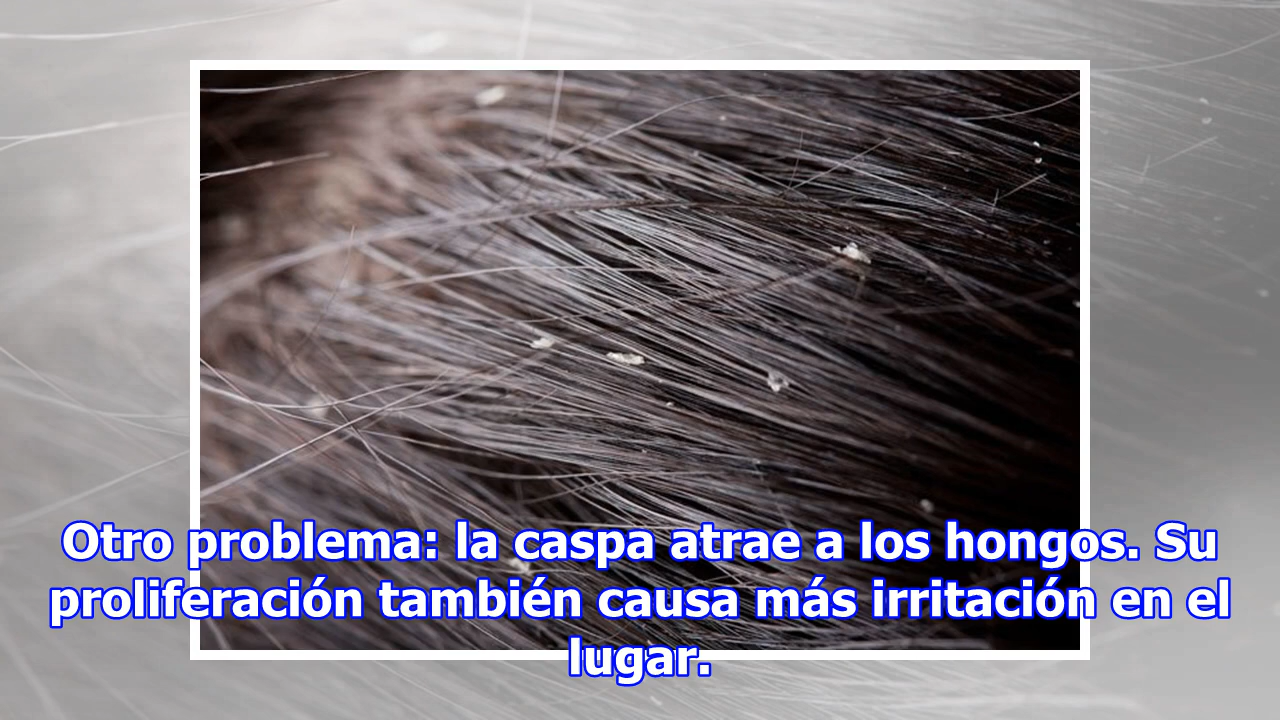 Otro problema: la caspa atrae a los hongos. Su
proliferación también causa más irritación en el
lugar.